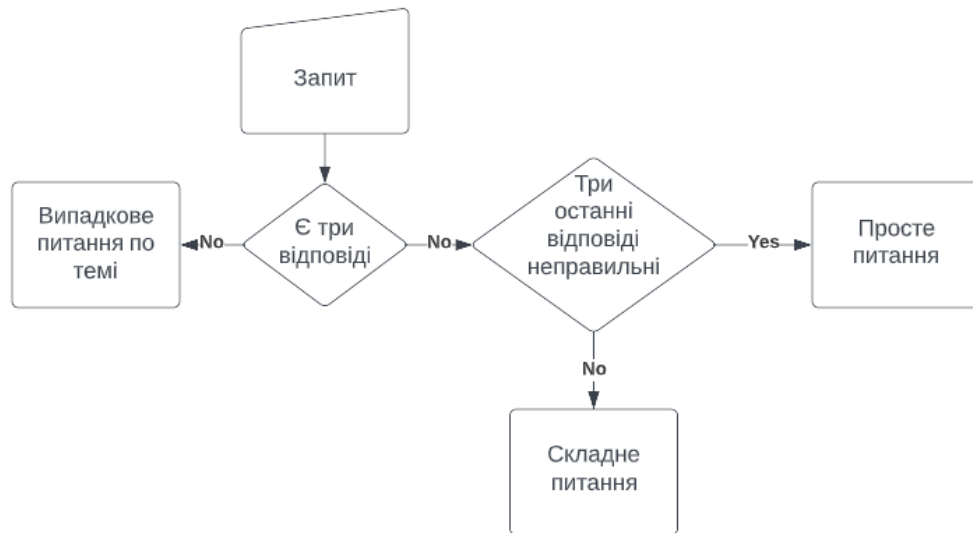 Запит
Випадкове
питання по
темі
No
Є три
відповіді
No
Три
останні
відповіді
неправильні
Yes
Просте
питання
No
Складне
питання